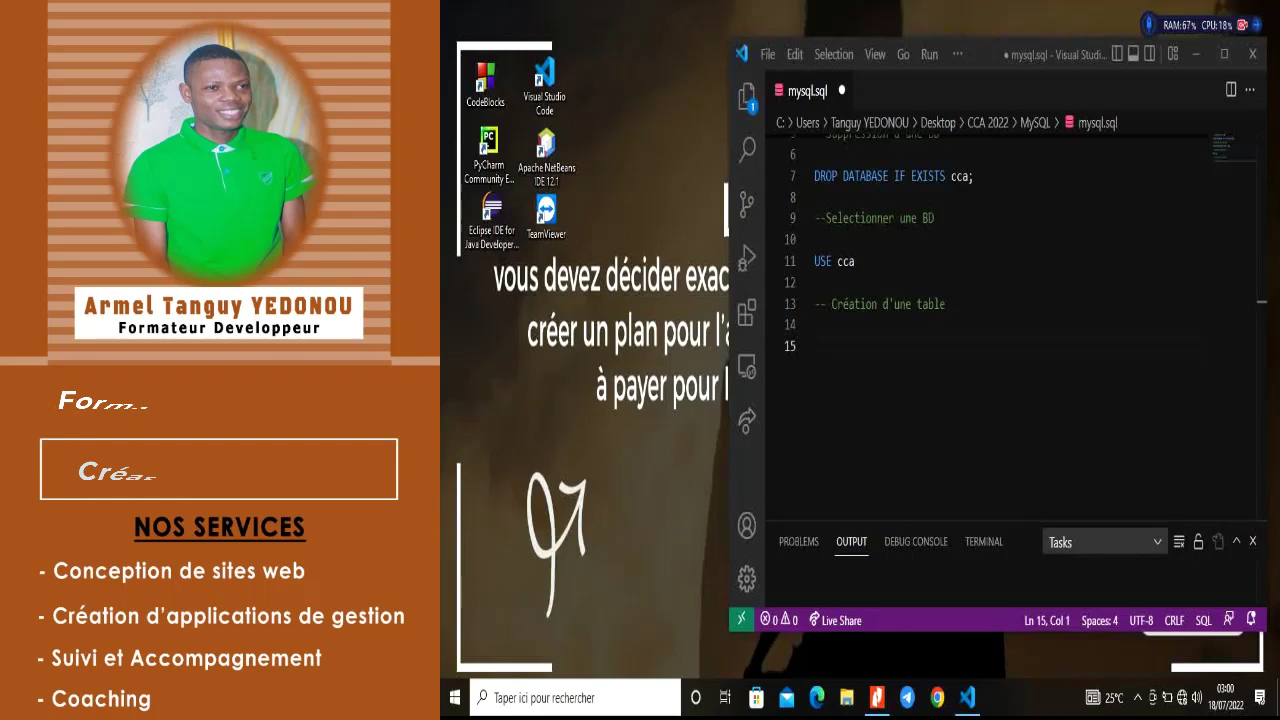 Armel Tanguy YEDONOU
Formateur Developpeur
Form
Créa
NOS SERVICES
- Conception de sites web
- Création d'applications de gestion
- Suivi et Accompagnement
- Coaching
CodeBlocks
Visual Studio Code
PyCharm Community E...
Apache NetBeans IDE 12.1
Eclipse IDE for Java Developer...
TeamViewer
vous devez décider exac
créer un plan pour l'a
à payer pour l
RAM:67% CPU:18%
File Edit Selection View Go Run ··· ● mysql.sql - Visual Studi...
mysql.sql ●
C: > Users > Tanguy YEDONOU > Desktop > CCA 2022 > MySQL > mysql.sql
6
7 DROP DATABASE IF EXISTS cca;
8
9 --Selectionner une BD
10
11 USE cca
12
13 -- Création d'une table
14
15
PROBLEMS OUTPUT DEBUG CONSOLE TERMINAL Tasks
0 0 Live Share Ln 15, Col 1 Spaces: 4 UTF-8 CRLF SQL
Taper ici pour rechercher
25°C
03:00
18/07/2022